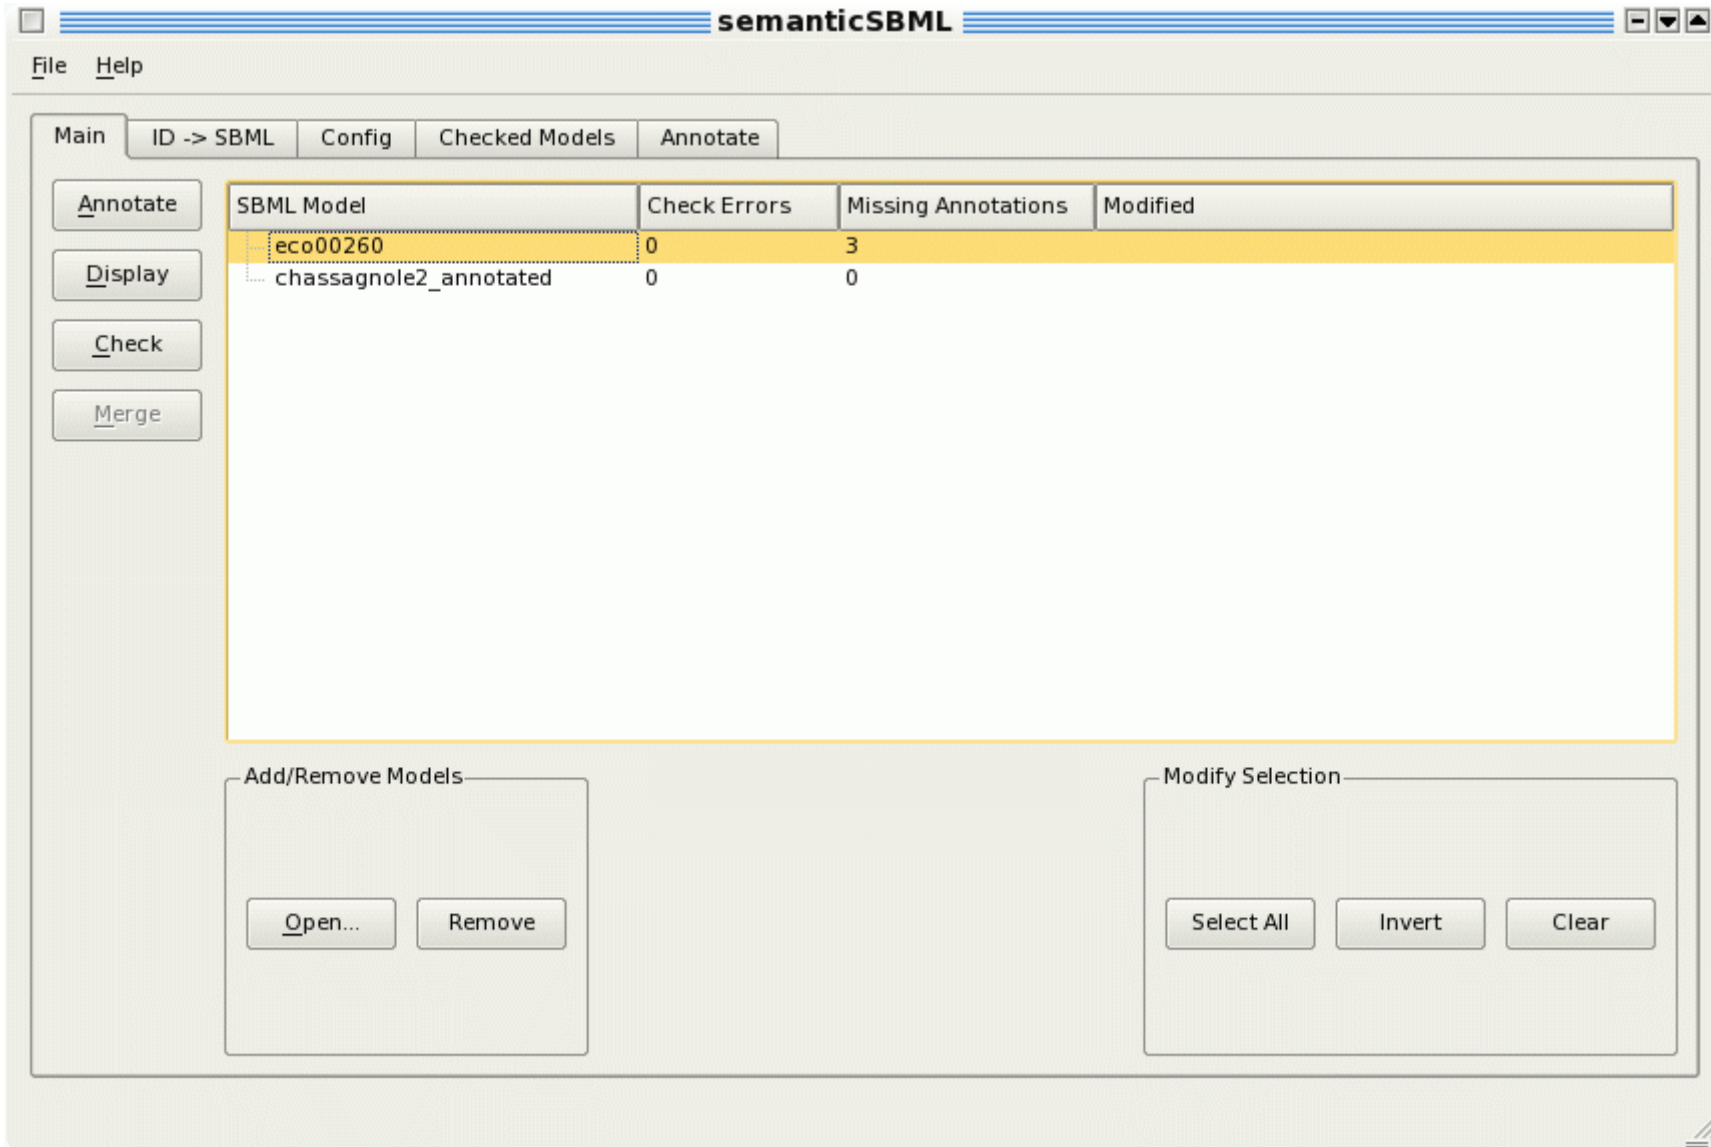 semanticSBML
File Help
Main ID -> SBML Config Checked Models Annotate
Annotate
Display
Check
Merge
SBML Model Check Errors Missing Annotations Modified
eco00260 0 3
chassagnole2_annotated 0 0
Add/Remove Models
Open... Remove
Modify Selection
Select All Invert Clear